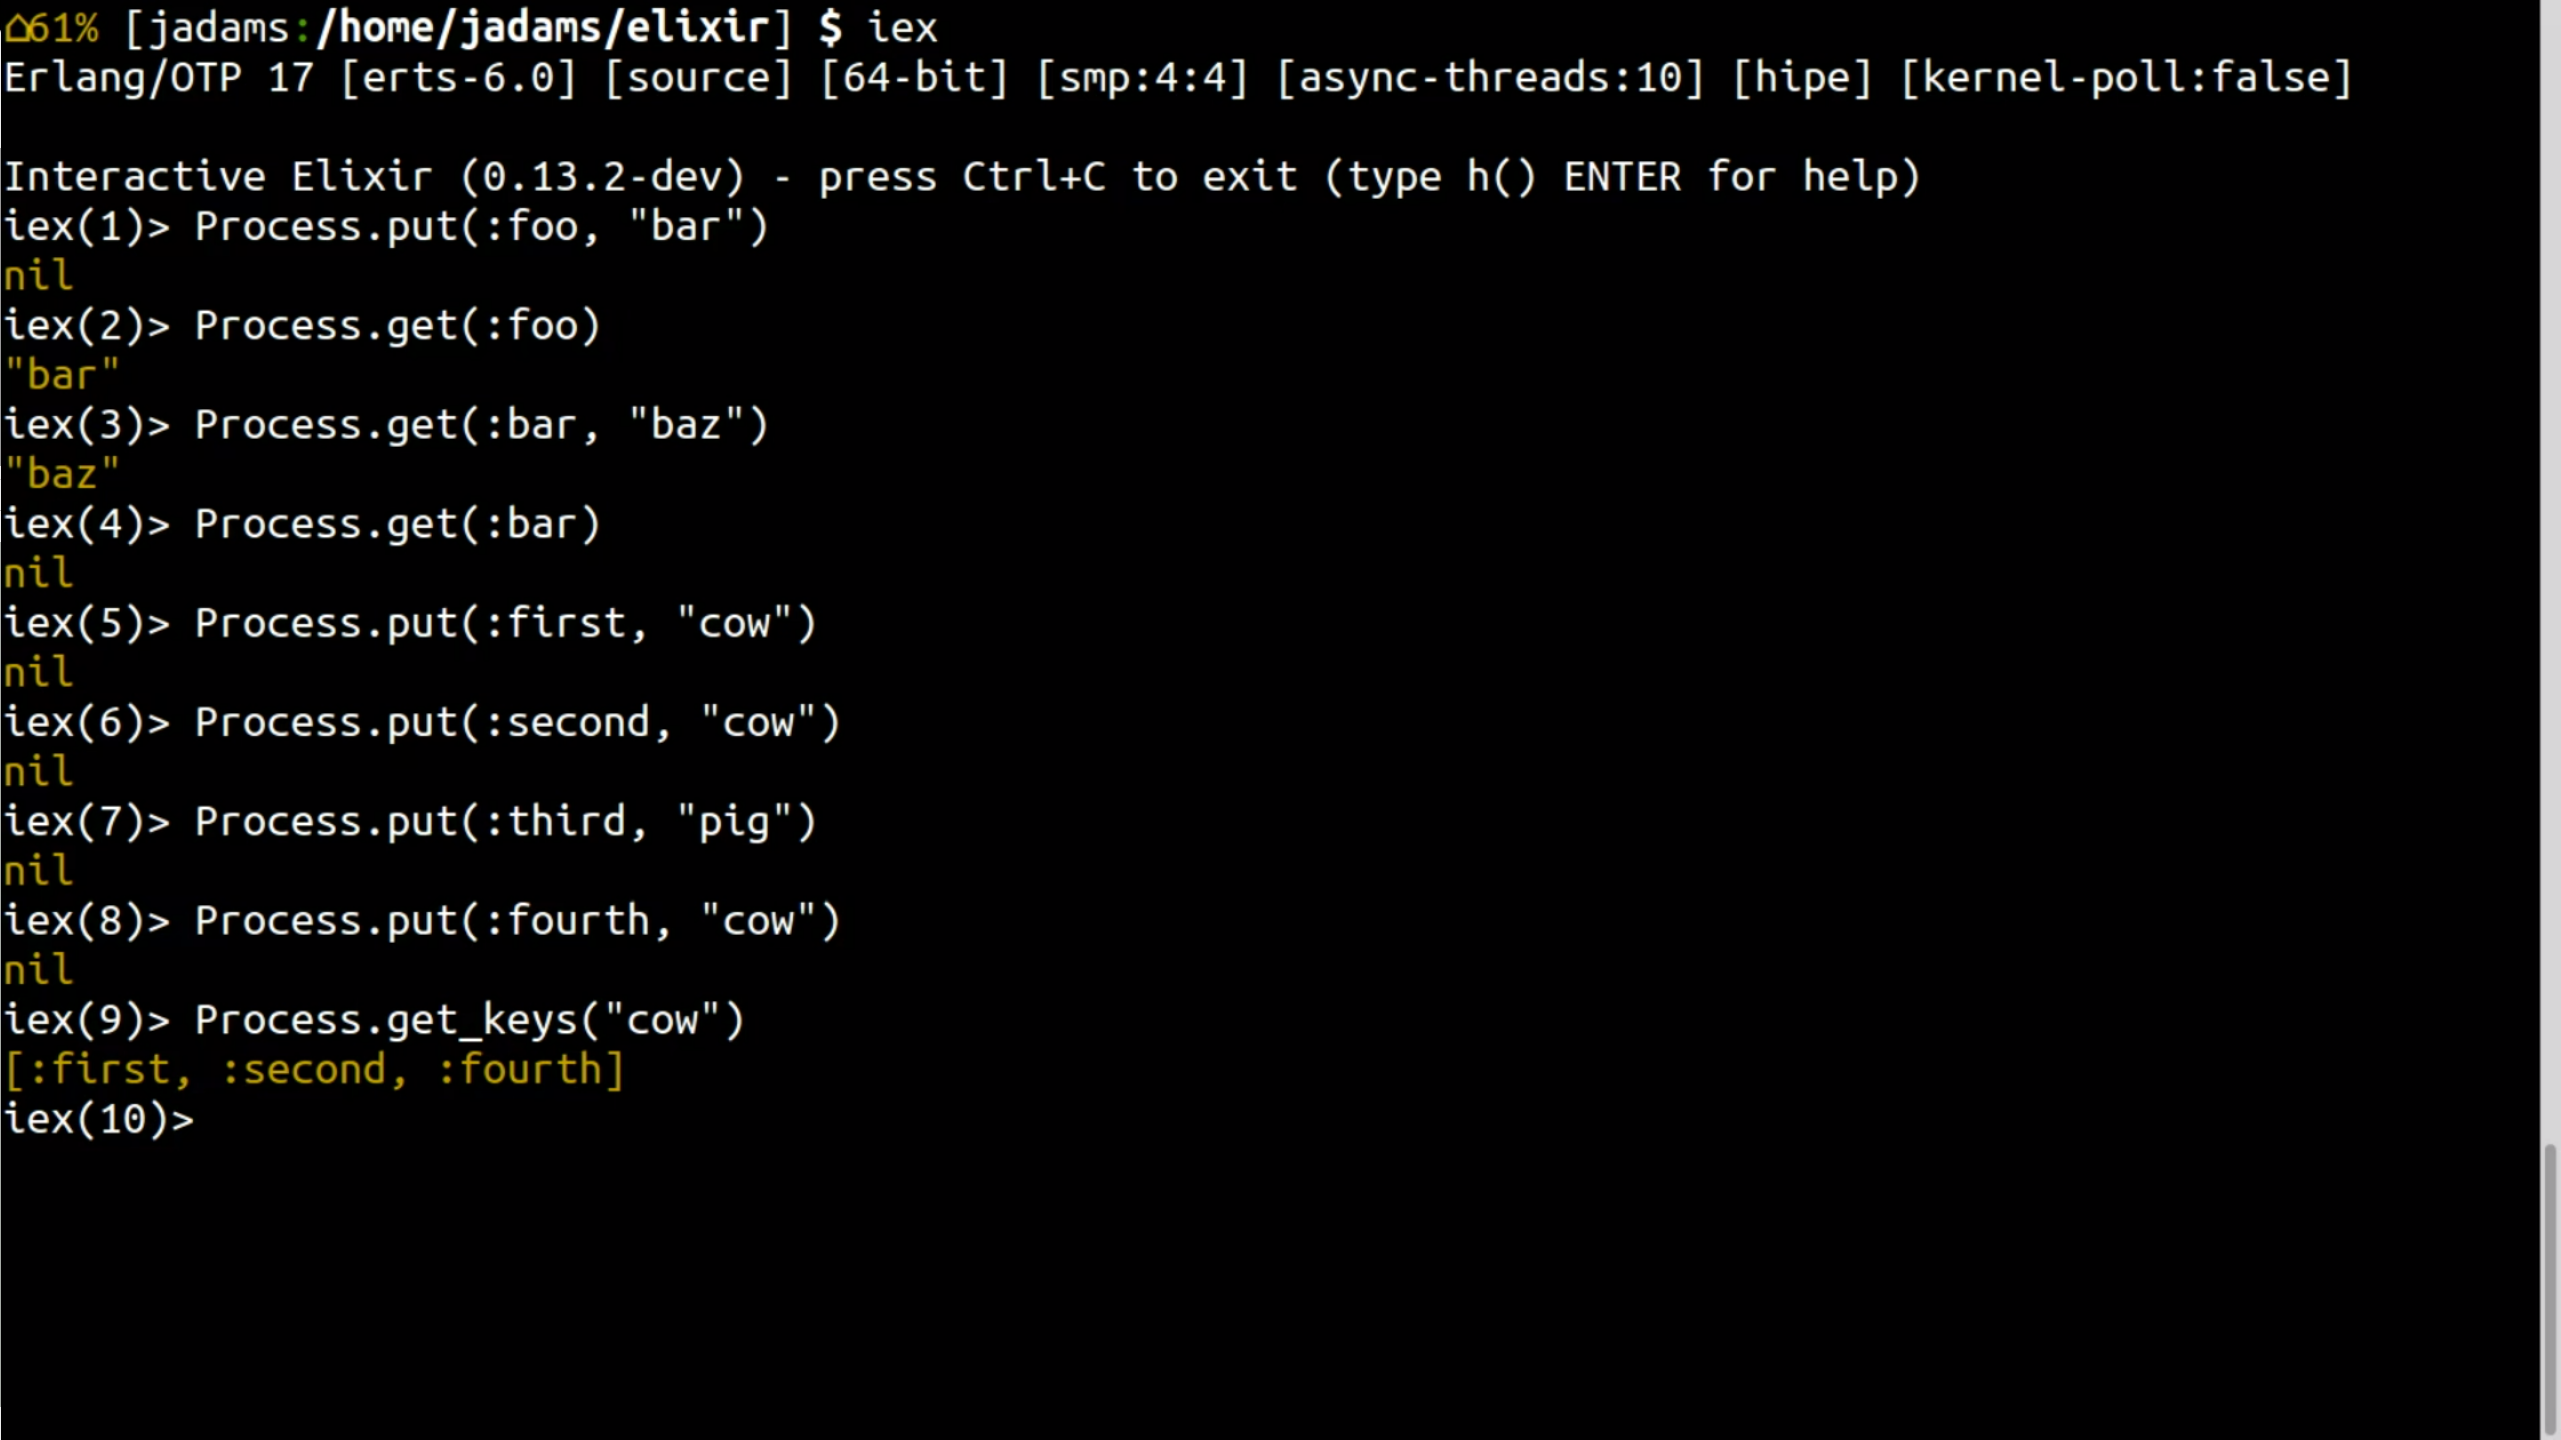 ⌂61% [jadams:/home/jadams/elixir] $ iex
Erlang/OTP 17 [erts-6.0] [source] [64-bit] [smp:4:4] [async-threads:10] [hipe] [kernel-poll:false]
Interactive Elixir (0.13.2-dev) - press Ctrl+C to exit (type h() ENTER for help)
iex(1)> Process.put(:foo, "bar")
nil
iex(2)> Process.get(:foo)
"bar"
iex(3)> Process.get(:bar, "baz")
"baz"
iex(4)> Process.get(:bar)
nil
iex(5)> Process.put(:first, "cow")
nil
iex(6)> Process.put(:second, "cow")
nil
iex(7)> Process.put(:third, "pig")
nil
iex(8)> Process.put(:fourth, "cow")
nil
iex(9)> Process.get_keys("cow")
[:first, :second, :fourth]
iex(10)>